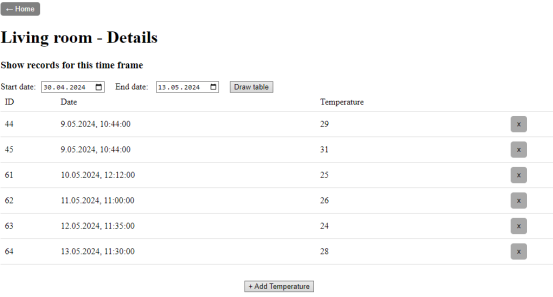 ← Home
Living room - Details
Show records for this time frame
Start date: 30.04.2024 End date: 13.05.2024 Draw table
ID Date Temperature
44 9.05.2024, 10:44:00 29 x
45 9.05.2024, 10:44:00 31 x
61 10.05.2024, 12:12:00 25 x
62 11.05.2024, 11:00:00 26 x
63 12.05.2024, 11:35:00 24 x
64 13.05.2024, 11:30:00 28 x
+ Add Temperature